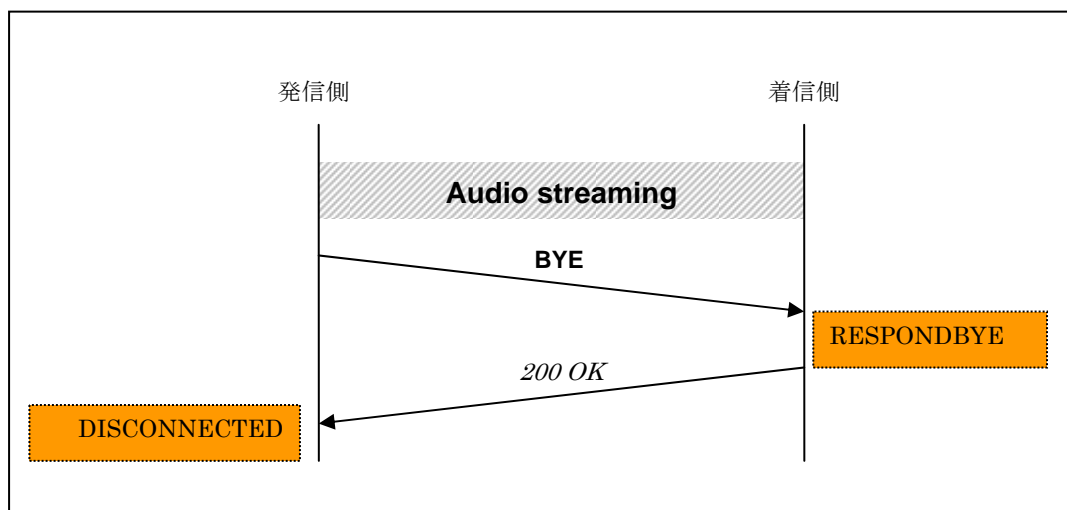 発信側
着信側
Audio streaming
BYE
RESPONDBYE
200 OK
DISCONNECTED